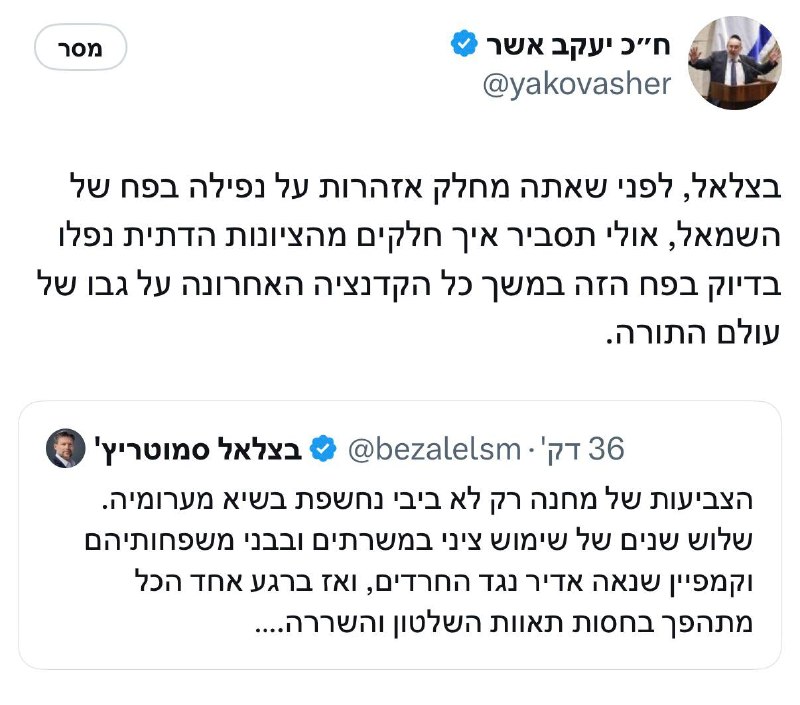 ח״כ יעקב אשר
@yakovasher
מסר
בצלאל, לפני שאתה מחלק אזהרות על נפילה בפח של
השמאל, אולי תסביר איך חלקים מהציונות הדתית נפלו
בדיוק בפח הזה במשך כל הקדנציה האחרונה על גבו של
עולם התורה.
בצלאל סמוטריץ' @bezalelsm · 36 דק'
הצביעות של מחנה רק לא ביבי נחשפת בשיא מערומיה.
שלוש שנים של שימוש ציני במשרתים ובבני משפחותיהם
וקמפיין שנאה אדיר נגד החרדים, ואז ברגע אחד הכל
מתהפך בחסות תאוות השלטון והשררה....